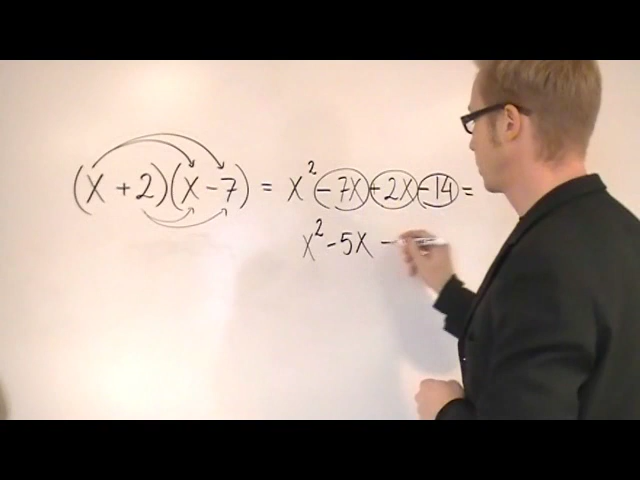 (x + 2)(x - 7) = x² - 7x + 2x - 14 =
x² - 5x -